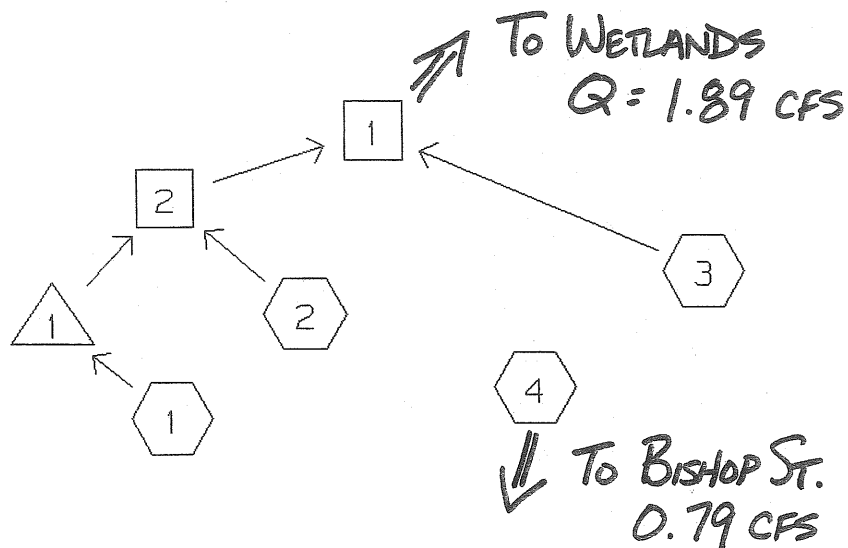 To WETLANDS
Q = 1.89 CFS
1
2
3
1
2
4
1
To BISHOP ST.
0.79 CFS